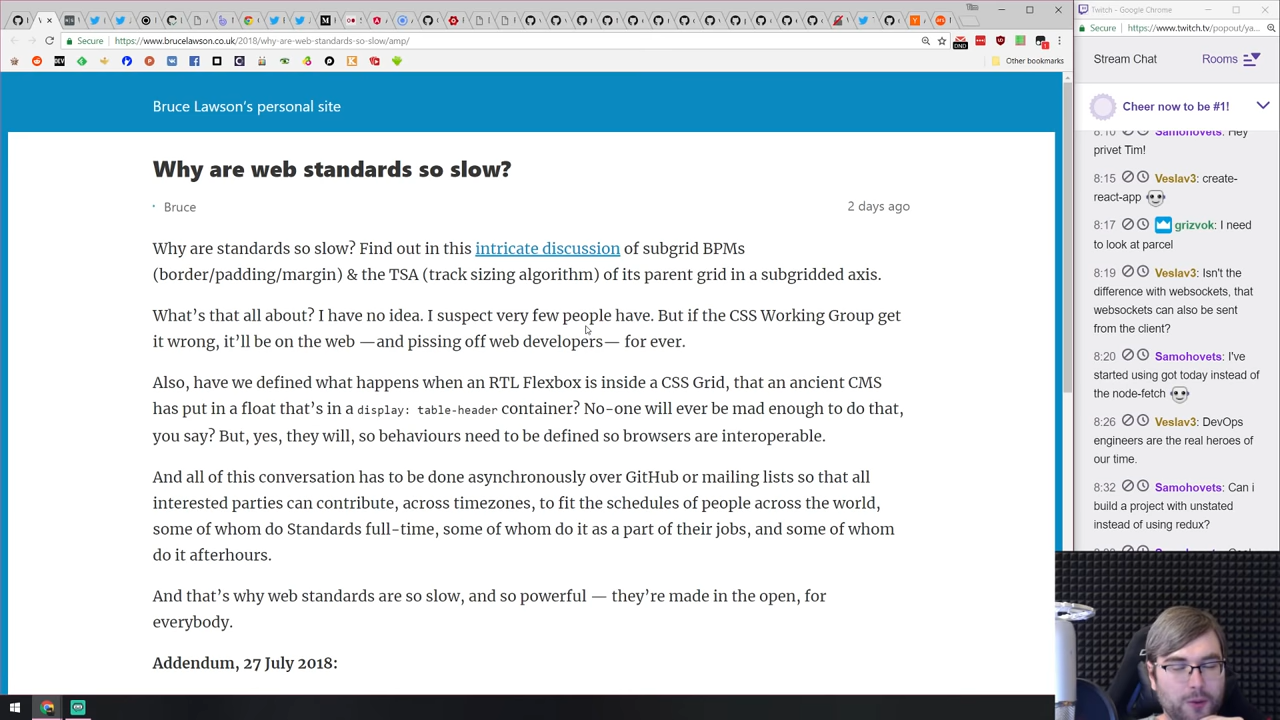 Twitch - Google Chrome
Tim
Secure
https://www.brucelawson.co.uk/2018/why-are-web-standards-so-slow/amp/
DND
Secure
https://www.twitch.tv/popout/ya...
DEV
Other bookmarks
Stream Chat
Rooms
Bruce Lawson's personal site
Cheer now to be #1!
Why are web standards so slow?
Bruce
2 days ago
Why are standards so slow? Find out in this intricate discussion of subgrid BPMs
(border/padding/margin) & the TSA (track sizing algorithm) of its parent grid in a subgridded axis.
What's that all about? I have no idea. I suspect very few people have. But if the CSS Working Group get
it wrong, it'll be on the web —and pissing off web developers— for ever.
Also, have we defined what happens when an RTL Flexbox is inside a CSS Grid, that an ancient CMS
has put in a float that's in a display: table-header container? No-one will ever be mad enough to do that,
you say? But, yes, they will, so behaviours need to be defined so browsers are interoperable.
And all of this conversation has to be done asynchronously over GitHub or mailing lists so that all
interested parties can contribute, across timezones, to fit the schedules of people across the world,
some of whom do Standards full-time, some of whom do it as a part of their jobs, and some of whom
do it afterhours.
And that's why web standards are so slow, and so powerful — they're made in the open, for
everybody.
Addendum, 27 July 2018:
8:10 Samohovets: Hey
privet Tim!
8:15 Veslav3: create-
react-app
8:17 grizvok: I need
to look at parcel
8:19 Veslav3: Isn't the
difference with websockets, that
websockets can also be sent
from the client?
8:20 Samohovets: I've
started using got today instead of
the node-fetch
8:26 Veslav3: DevOps
engineers are the real heroes of
our time.
8:32 Samohovets: Can i
build a project with unstated
instead of using redux?